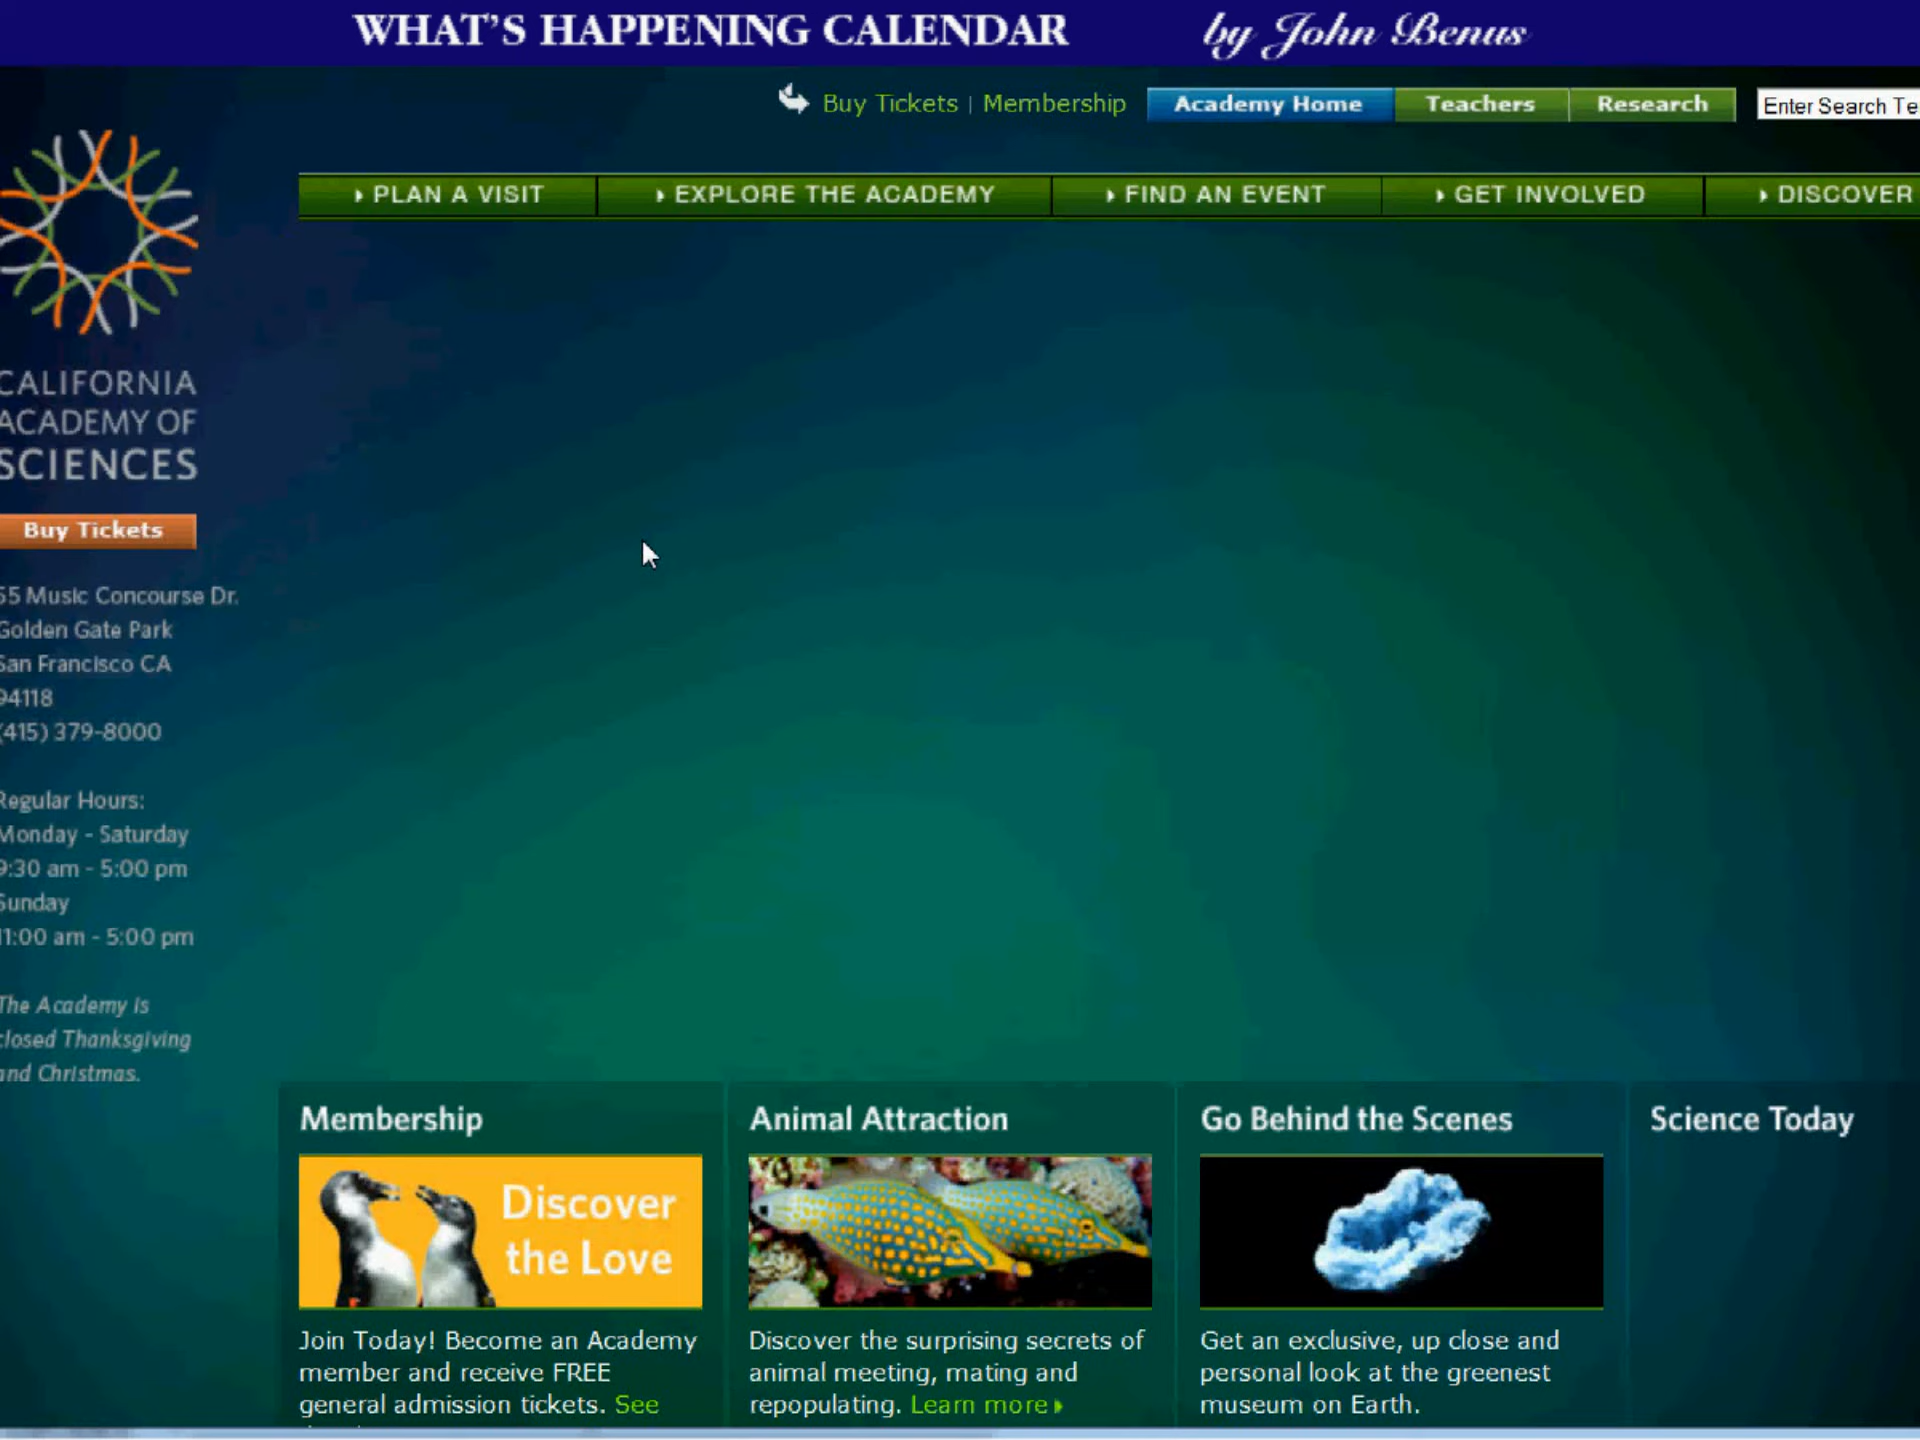 WHAT'S HAPPENING CALENDAR by John Benus
Buy Tickets | Membership Academy Home Teachers Research Enter Search Te
PLAN A VISIT EXPLORE THE ACADEMY FIND AN EVENT GET INVOLVED DISCOVER
CALIFORNIA
ACADEMY OF
SCIENCES
Buy Tickets
55 Music Concourse Dr.
Golden Gate Park
San Francisco CA
94118
(415) 379-8000
Regular Hours:
Monday - Saturday
9:30 am - 5:00 pm
Sunday
11:00 am - 5:00 pm
The Academy is
closed Thanksgiving
and Christmas.
Membership
Discover
the Love
Join Today! Become an Academy
member and receive FREE
general admission tickets. See
Animal Attraction
Discover the surprising secrets of
animal meeting, mating and
repopulating. Learn more
Go Behind the Scenes
Get an exclusive, up close and
personal look at the greenest
museum on Earth.
Science Today